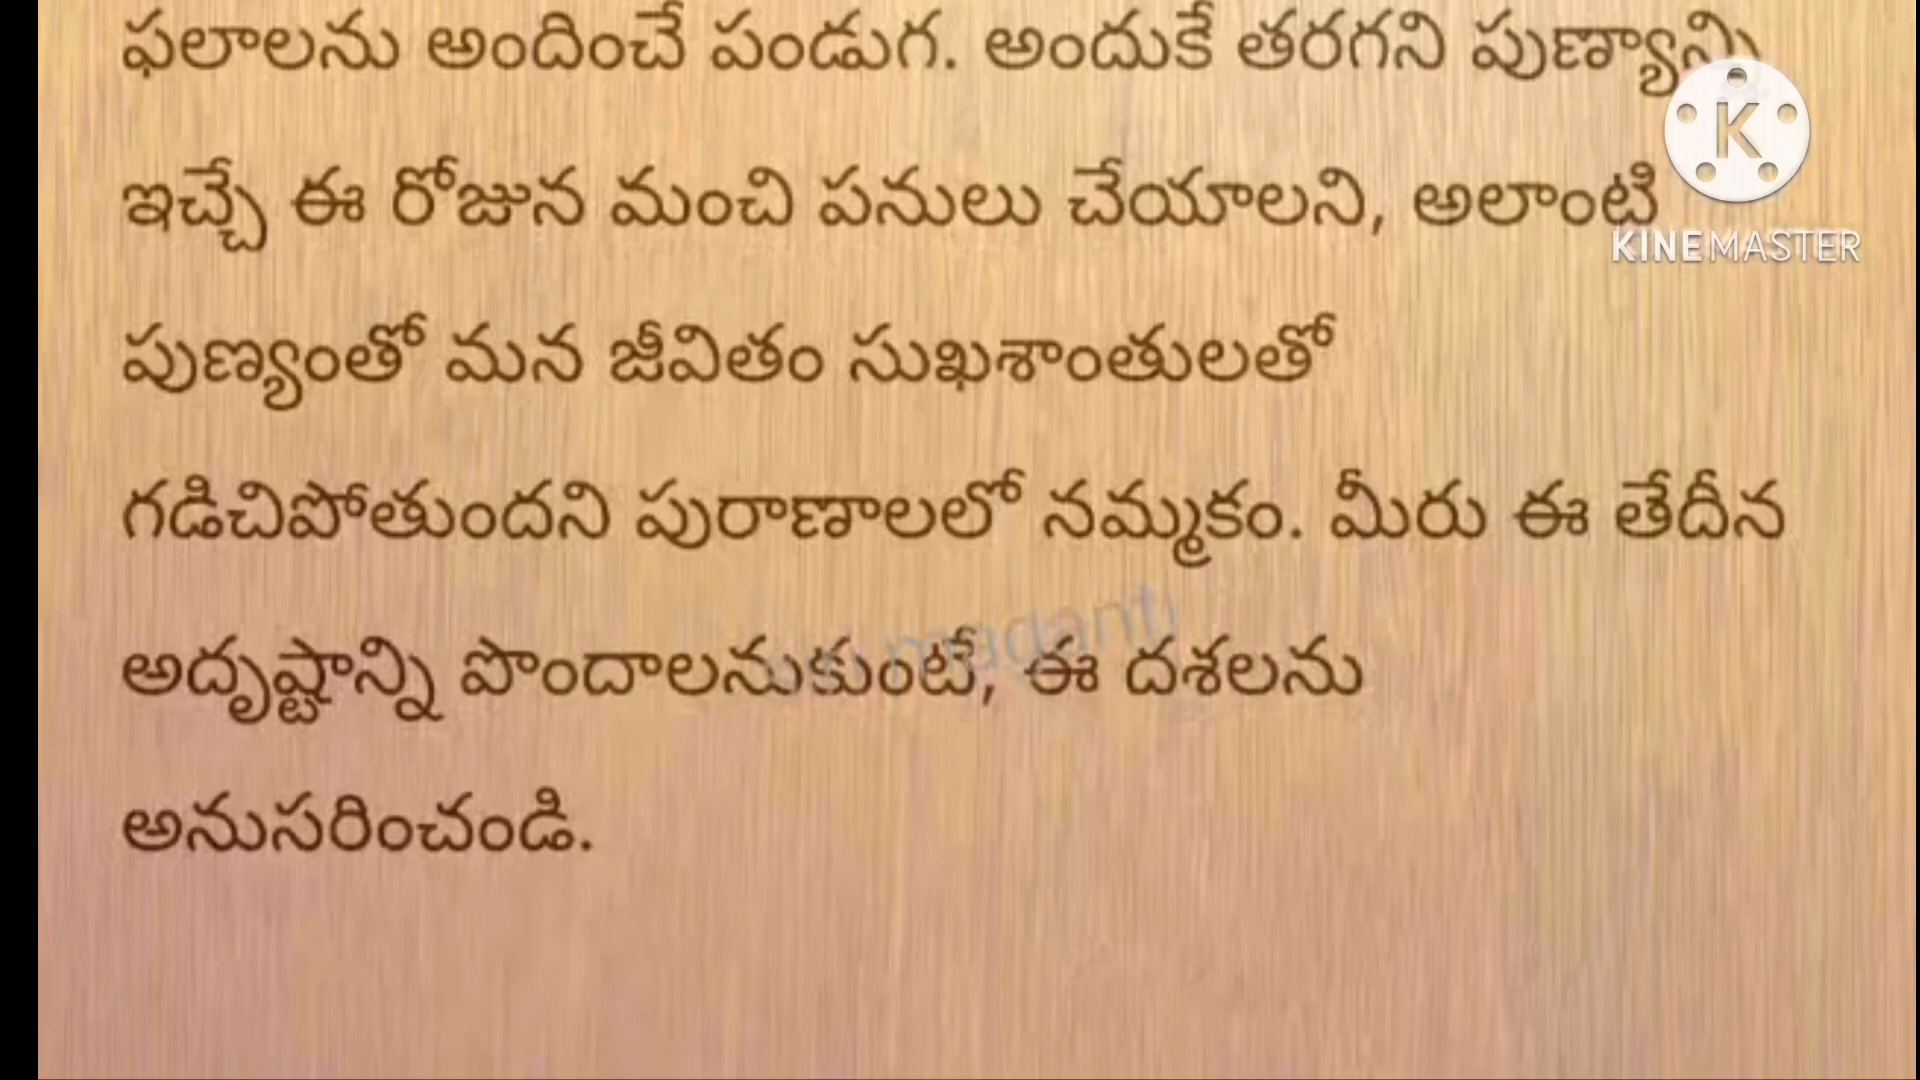 ఫలాలను అందించే పండుగ. అందుకే తరగని పుణ్యాన్ని
ఇచ్చే ఈ రోజున మంచి పనులు చేయాలని, అలాంటి
పుణ్యంతో మన జీవితం సుఖశాంతులతో
గడిచిపోతుందని పురాణాలలో నమ్మకం. మీరు ఈ తేదీన
అదృష్టాన్ని పొందాలనుకుంటే, ఈ దశలను
అనుసరించండి.
K
KINEMASTER
maganti